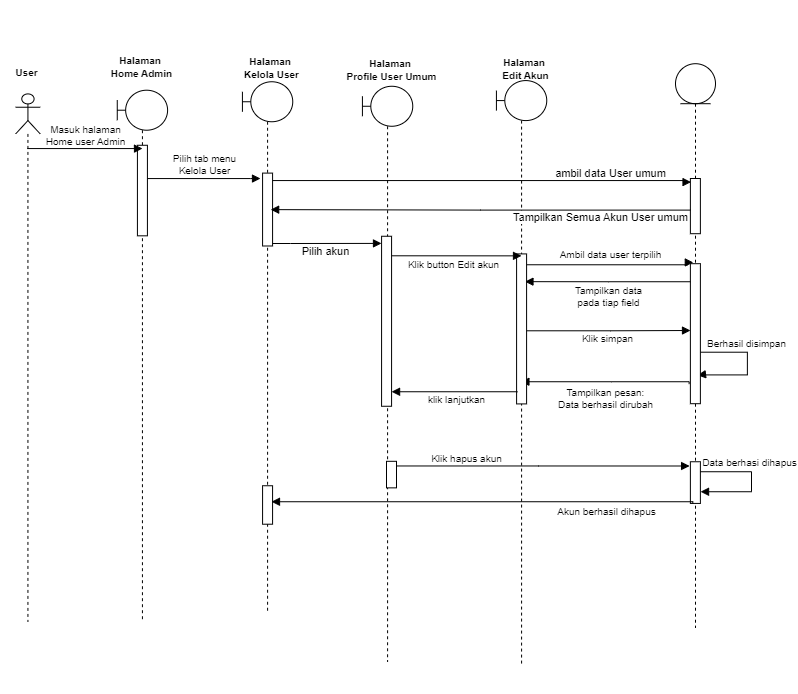 User
Halaman
Home Admin
Halaman
Kelola User
Halaman
Profile User Umum
Halaman
Edit Akun
Masuk halaman
Home user Admin
Pilih tab menu
Kelola User
ambil data User umum
Tampilkan Semua Akun User umum
Pilih akun
Klik button Edit akun
Ambil data user terpilih
Tampilkan data
pada tiap field
Klik simpan
Berhasil disimpan
Tampilkan pesan:
Data berhasil dirubah
klik lanjutkan
Klik hapus akun
Data berhasi dihapus
Akun berhasil dihapus